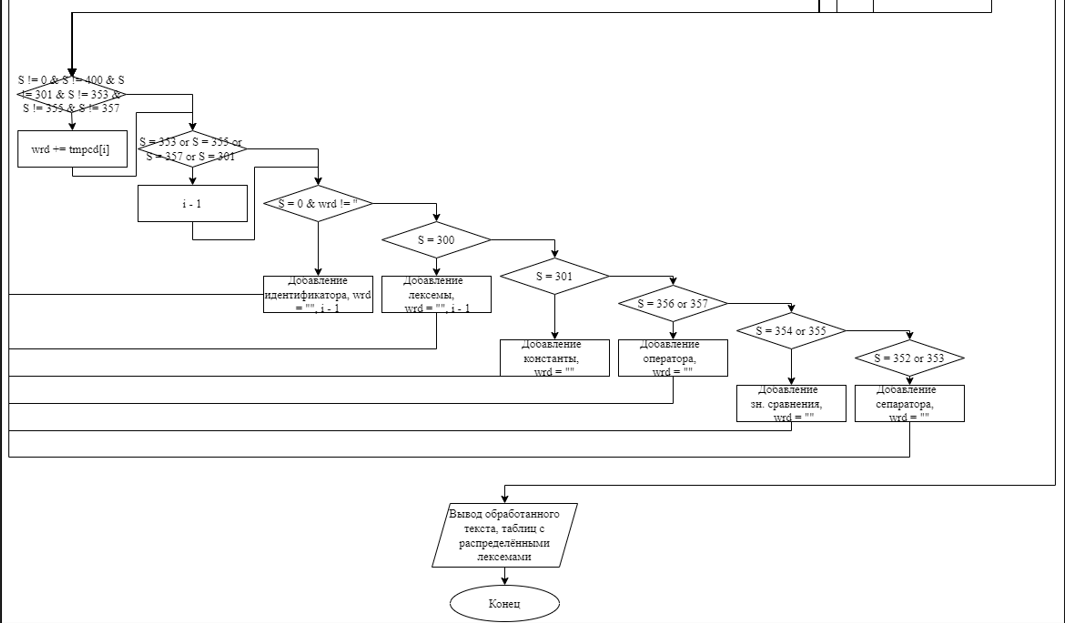 S != 0 & S != 400 & S
!= 301 & S != 353 &
S != 355 & S != 357
wrd += tmpcd[i]
S = 353 or S = 355 or
S = 357 or S = 301
i - 1
S = 0 & wrd != "
S = 300
S = 301
S = 356 or 357
S = 354 or 355
S = 352 or 353
Добавление
идентификатора, wrd
= "", i - 1
Добавление
лексемы,
wrd = "", i - 1
Добавление
константы,
wrd = ""
Добавление
оператора,
wrd = ""
Добавление
зн. сравнения,
wrd = ""
Добавление
сепаратора,
wrd = ""
Вывод обработанного
текста, таблиц с
распределёнными
лексемами
Конец